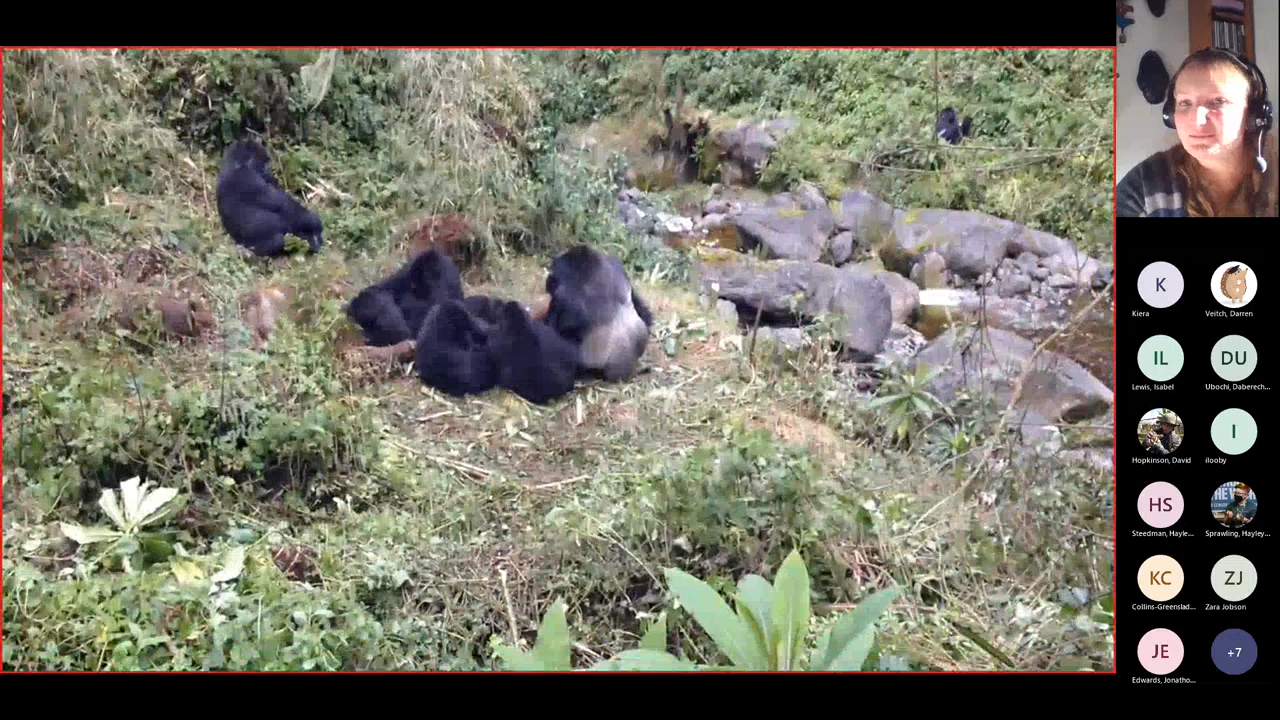 K
Kiera
Veitch, Darren
IL
Lewis, Isabel
DU
Ubochi, Daberech...
Hopkinson, David
I
ilooby
HS
Steedman, Hayle...
Sprawling, Hayley...
KC
Collins-Greenslad...
ZJ
Zara Jobson
JE
Edwards, Jonatho...
+7